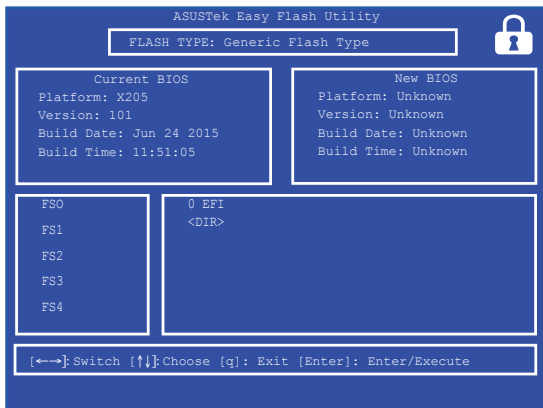 ASUSTek Easy Flash Utility
FLASH TYPE: Generic Flash Type
Current BIOS
Platform: X205
Version: 101
Build Date: Jun 24 2015
Build Time: 11:51:05
New BIOS
Platform: Unknown
Version: Unknown
Build Date: Unknown
Build Time: Unknown
FSO
FS1
FS2
FS3
FS4
0 EFI
<DIR>
[←→]: Switch [↑↓]: Choose [q]: Exit [Enter]: Enter/Execute